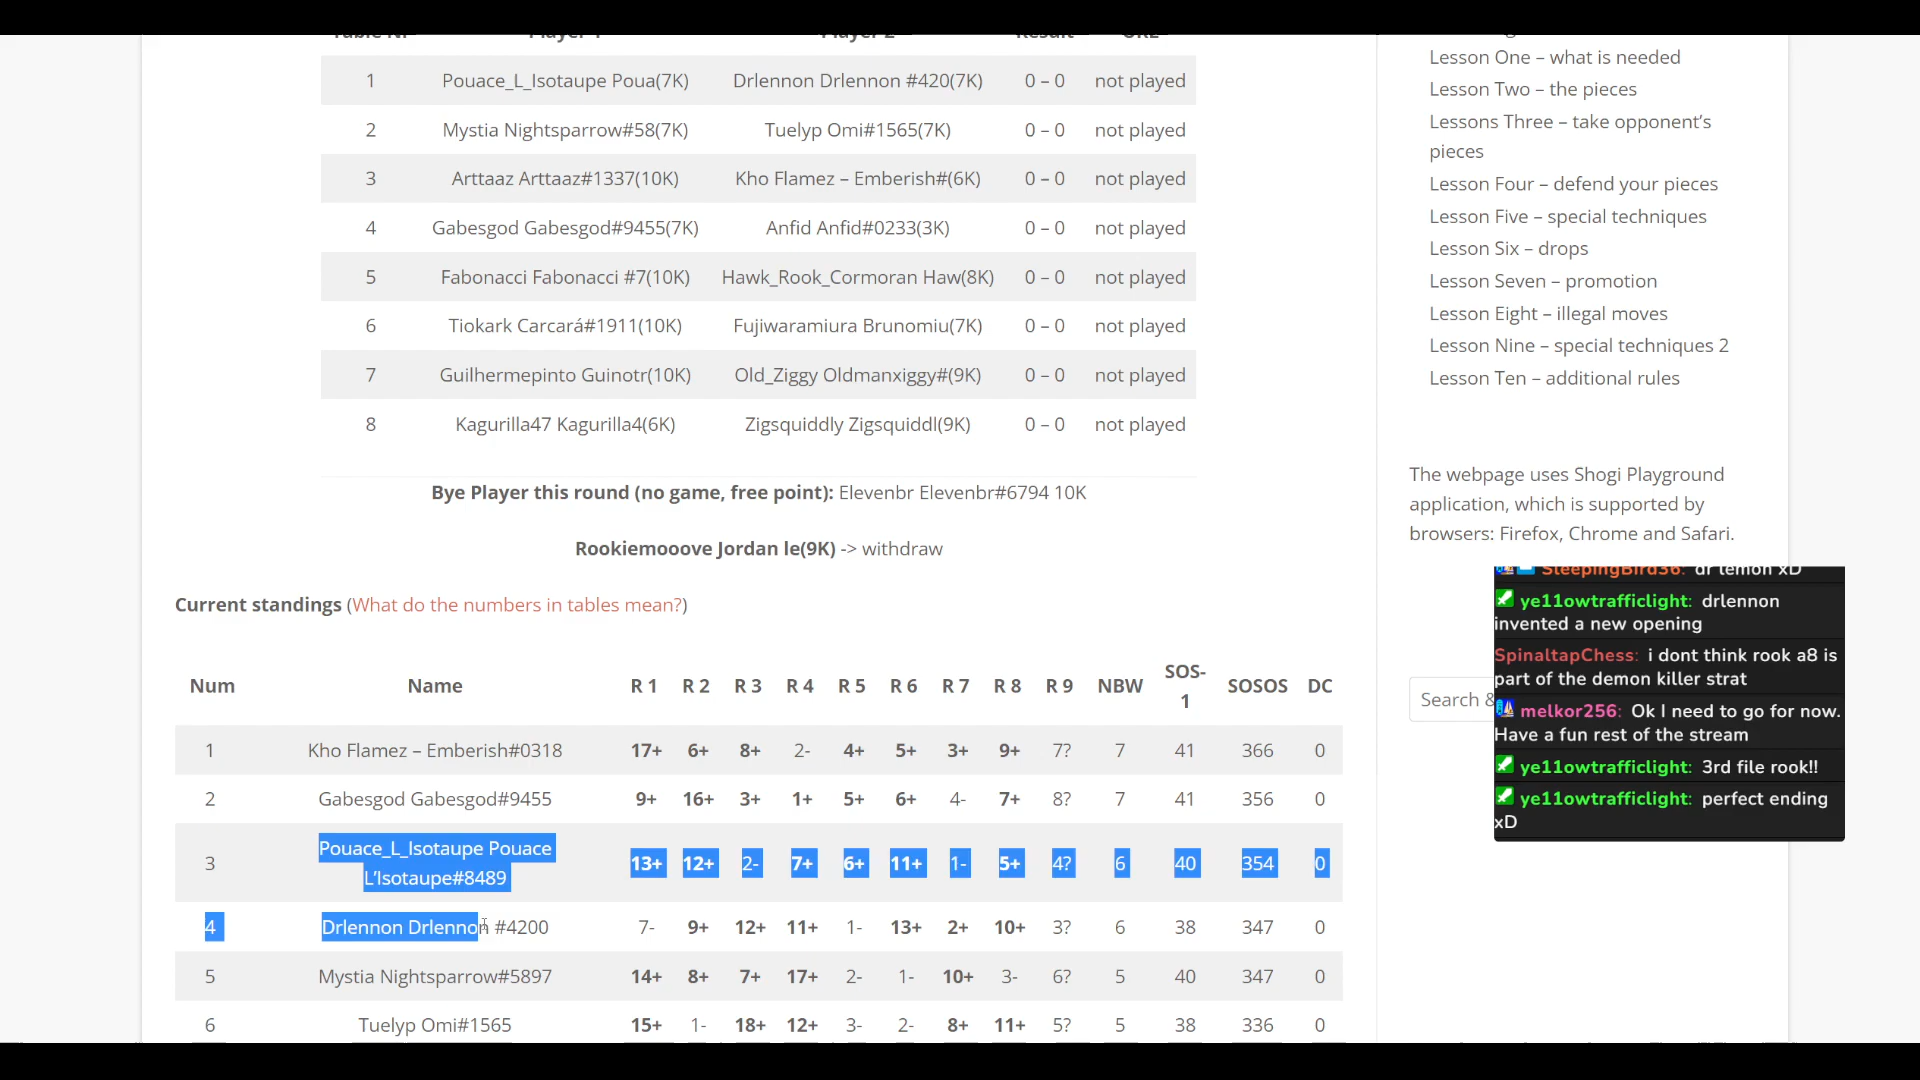 Table Nr Player 1 Player 2 Result URL
1 Pouace_L_Isotaupe Poua(7K) Drlennon Drlennon #420(7K) 0 – 0 not played
2 Mystia Nightsparrow#58(7K) Tuelyp Omi#1565(7K) 0 – 0 not played
3 Arttaaz Arttaaz#1337(10K) Kho Flamez – Emberish#(6K) 0 – 0 not played
4 Gabesgod Gabesgod#9455(7K) Anfid Anfid#0233(3K) 0 – 0 not played
5 Fabonacci Fabonacci #7(10K) Hawk_Rook_Cormoran Haw(8K) 0 – 0 not played
6 Tiokark Carcará#1911(10K) Fujiwaramiura Brunomiu(7K) 0 – 0 not played
7 Guilhermepinto Guinotr(10K) Old_Ziggy Oldmanxiggy#(9K) 0 – 0 not played
8 Kagurilla47 Kagurilla4(6K) Zigsquiddly Zigsquiddl(9K) 0 – 0 not played
Bye Player this round (no game, free point): Elevenbr Elevenbr#6794 10K
Rookiemooove Jordan le(9K) -> withdraw
Current standings (What do the numbers in tables mean?)
Num Name R 1 R 2 R 3 R 4 R 5 R 6 R 7 R 8 R 9 NBW SOS-1 SOSOS DC
1 Kho Flamez – Emberish#0318 17+ 6+ 8+ 2- 4+ 5+ 3+ 9+ 7? 7 41 366 0
2 Gabesgod Gabesgod#9455 9+ 16+ 3+ 1+ 5+ 6+ 4- 7+ 8? 7 41 356 0
3 Pouace_L_Isotaupe Pouace
L’Isotaupe#8489 13+ 12+ 2- 7+ 6+ 11+ 1- 5+ 4? 6 40 354 0
4 Drlennon Drlennon #4200 7- 9+ 12+ 11+ 1- 13+ 2+ 10+ 3? 6 38 347 0
5 Mystia Nightsparrow#5897 14+ 8+ 7+ 17+ 2- 1- 10+ 3- 6? 5 40 347 0
6 Tuelyp Omi#1565 15+ 1- 18+ 12+ 3- 2- 8+ 11+ 5? 5 38 336 0
Lesson One – what is needed
Lesson Two – the pieces
Lessons Three – take opponent’s
pieces
Lesson Four – defend your pieces
Lesson Five – special techniques
Lesson Six – drops
Lesson Seven – promotion
Lesson Eight – illegal moves
Lesson Nine – special techniques 2
Lesson Ten – additional rules
The webpage uses Shogi Playground
application, which is supported by
browsers: Firefox, Chrome and Safari.
Search &
SleepingBird36: dr lemon xD
ye11owtrafficlight: drlennon
invented a new opening
SpinaltapChess: i dont think rook a8 is
part of the demon killer strat
melkor256: Ok I need to go for now.
Have a fun rest of the stream
ye11owtrafficlight: 3rd file rook!!
ye11owtrafficlight: perfect ending
xD